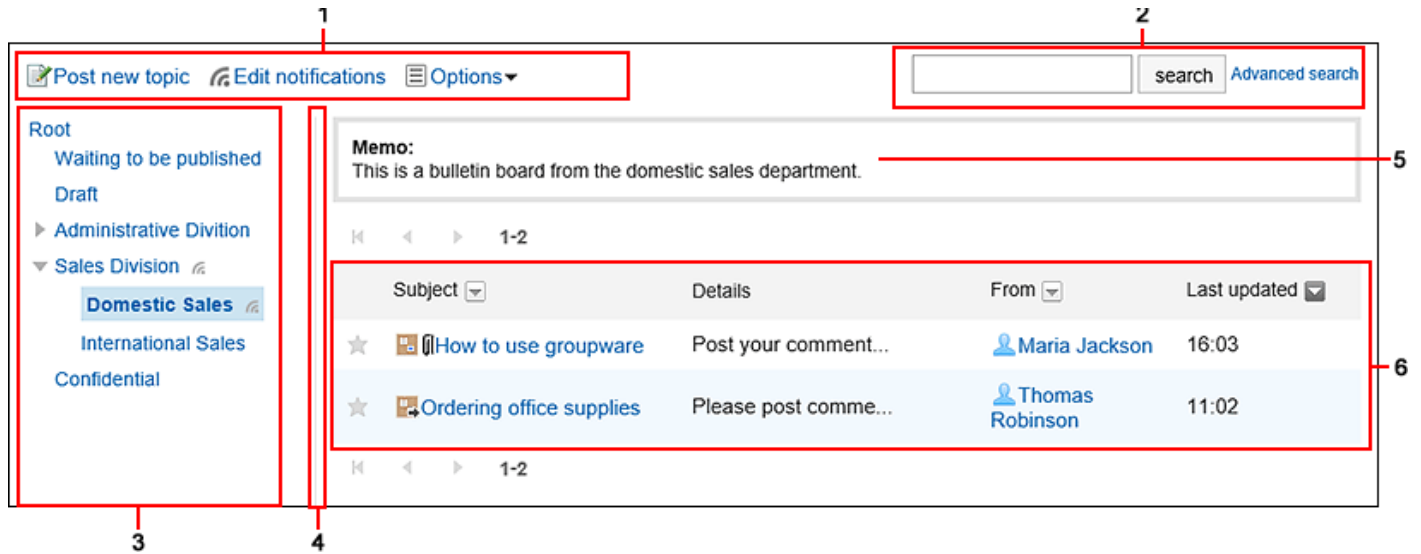 1
2
Post new topic Edit notifications Options
search Advanced search
Root
Waiting to be published
Draft
Administrative Divition
Sales Division
Domestic Sales
International Sales
Confidential
Memo:
This is a bulletin board from the domestic sales department.
5
1-2
Subject Details From Last updated
How to use groupware Post your comment... Maria Jackson 16:03
Ordering office supplies Please post comme... Thomas
Robinson 11:02
6
1-2
3
4